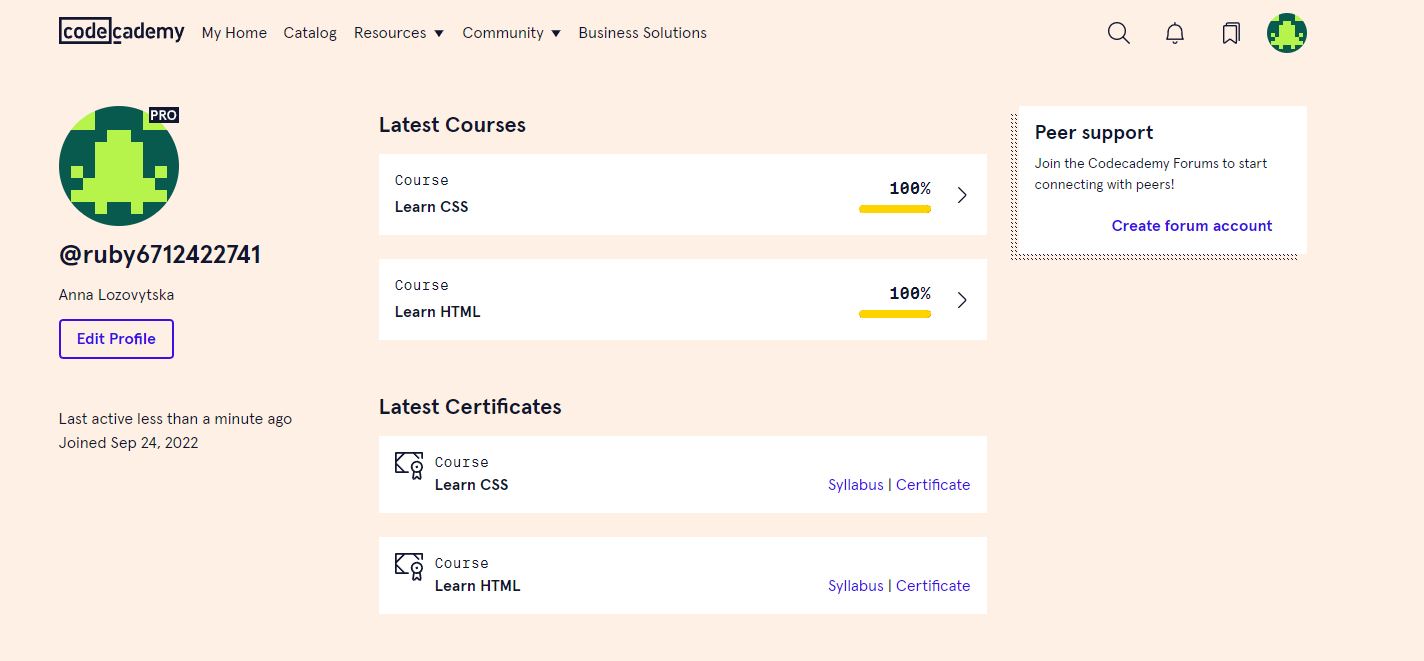 codecademy My Home Catalog Resources Community Business Solutions
PRO
@ruby6712422741
Anna Lozovytska
Edit Profile
Last active less than a minute ago
Joined Sep 24, 2022
Latest Courses
Course
Learn CSS
100%
Course
Learn HTML
100%
Latest Certificates
Course
Learn CSS
Syllabus | Certificate
Course
Learn HTML
Syllabus | Certificate
Peer support
Join the Codecademy Forums to start
connecting with peers!
Create forum account